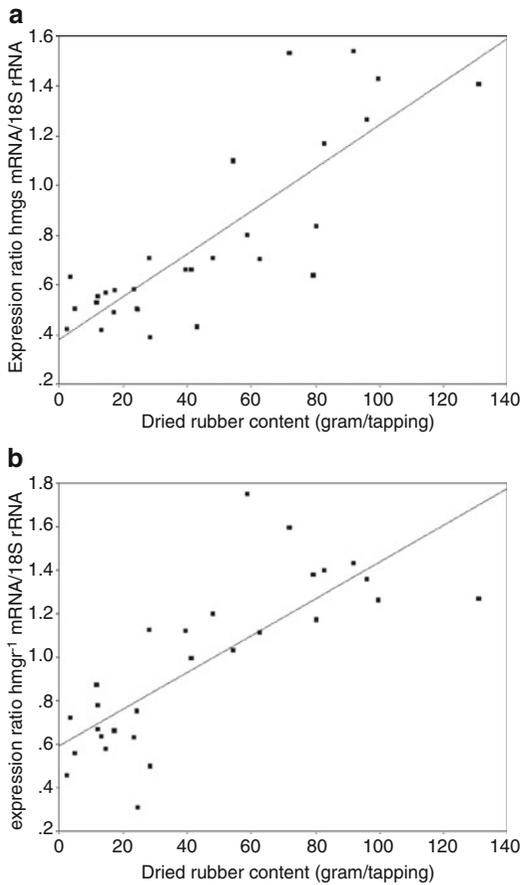 a
Expression ratio hmgs mRNA/18S rRNA
1.6
1.4
1.2
1.0
.8
.6
.4
.2
0 20 40 60 80 100 120 140
Dried rubber content (gram/tapping)
b
expression ratio hmgr-1 mRNA/18S rRNA
1.8
1.6
1.4
1.2
1.0
.8
.6
.4
.2
0 20 40 60 80 100 120 140
Dried rubber content (gram/tapping)